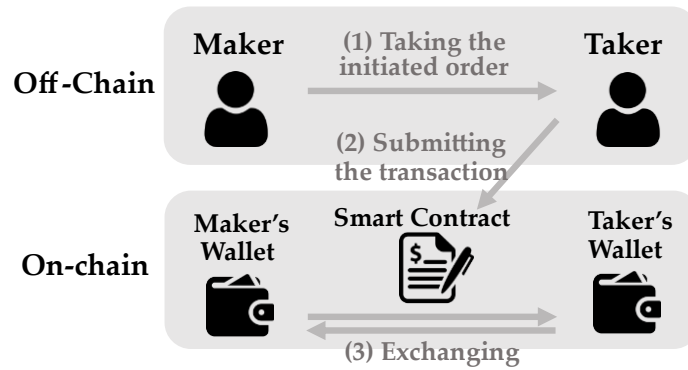 Maker
(1) Taking the
initiated order
Taker
Off-Chain
(2) Submitting
the transaction
Maker's
Wallet
Smart Contract
$
Taker's
Wallet
On-chain
(3) Exchanging